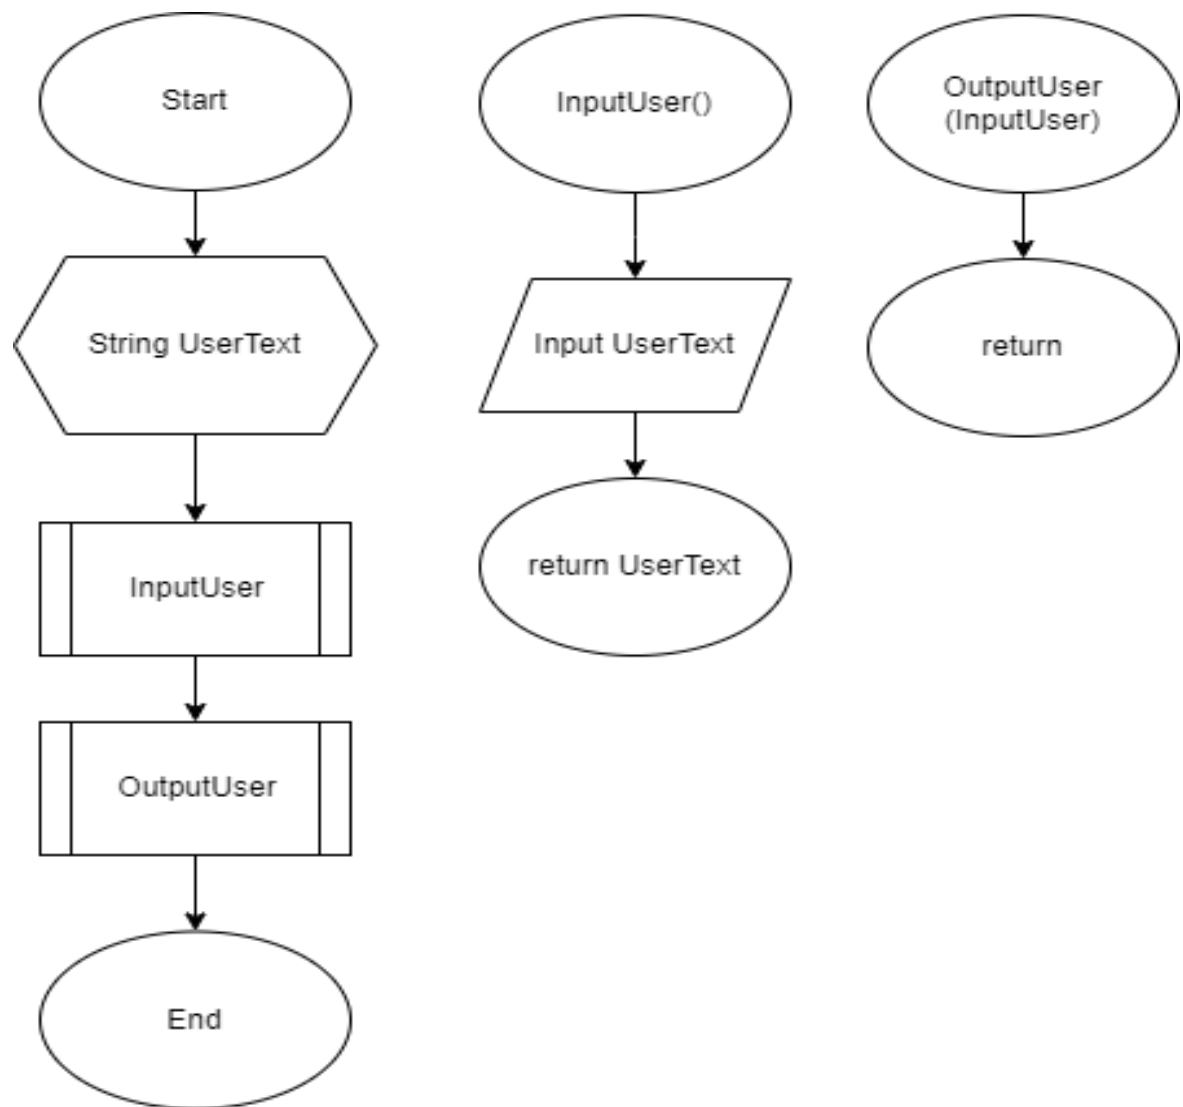 Start
String UserText
InputUser
OutputUser
End
InputUser()
Input UserText
return UserText
OutputUser
(InputUser)
return